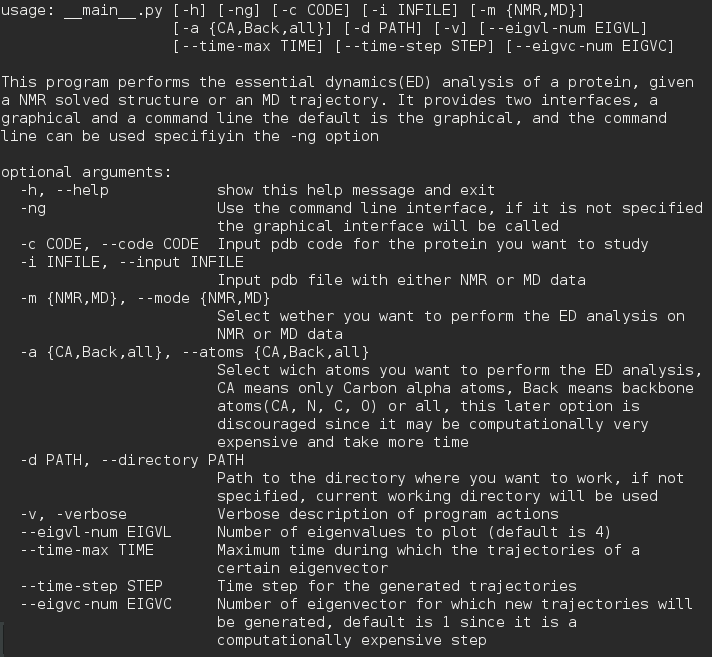 usage: __main__.py [-h] [-ng] [-c CODE] [-i INFILE] [-m {NMR,MD}]
[-a {CA,Back,all}] [-d PATH] [-v] [--eigvl-num EIGVL]
[--time-max TIME] [--time-step STEP] [--eigvc-num EIGVC]
This program performs the essential dynamics(ED) analysis of a protein, given
a NMR solved structure or an MD trajectory. It provides two interfaces, a
graphical and a command line the default is the graphical, and the command
line can be used specifiyin the -ng option
optional arguments:
-h, --help show this help message and exit
-ng Use the command line interface, if it is not specified
the graphical interface will be called
-c CODE, --code CODE Input pdb code for the protein you want to study
-i INFILE, --input INFILE
Input pdb file with either NMR or MD data
-m {NMR,MD}, --mode {NMR,MD}
Select wether you want to perform the ED analysis on
NMR or MD data
-a {CA,Back,all}, --atoms {CA,Back,all}
Select wich atoms you want to perform the ED analysis,
CA means only Carbon alpha atoms, Back means backbone
atoms(CA, N, C, O) or all, this later option is
discouraged since it may be computationally very
expensive and take more time
-d PATH, --directory PATH
Path to the directory where you want to work, if not
specified, current working directory will be used
-v, -verbose Verbose description of program actions
--eigvl-num EIGVL Number of eigenvalues to plot (default is 4)
--time-max TIME Maximum time during which the trajectories of a
certain eigenvector
--time-step STEP Time step for the generated trajectories
--eigvc-num EIGVC Number of eigenvector for which new trajectories will
be generated, default is 1 since it is a
computationally expensive step